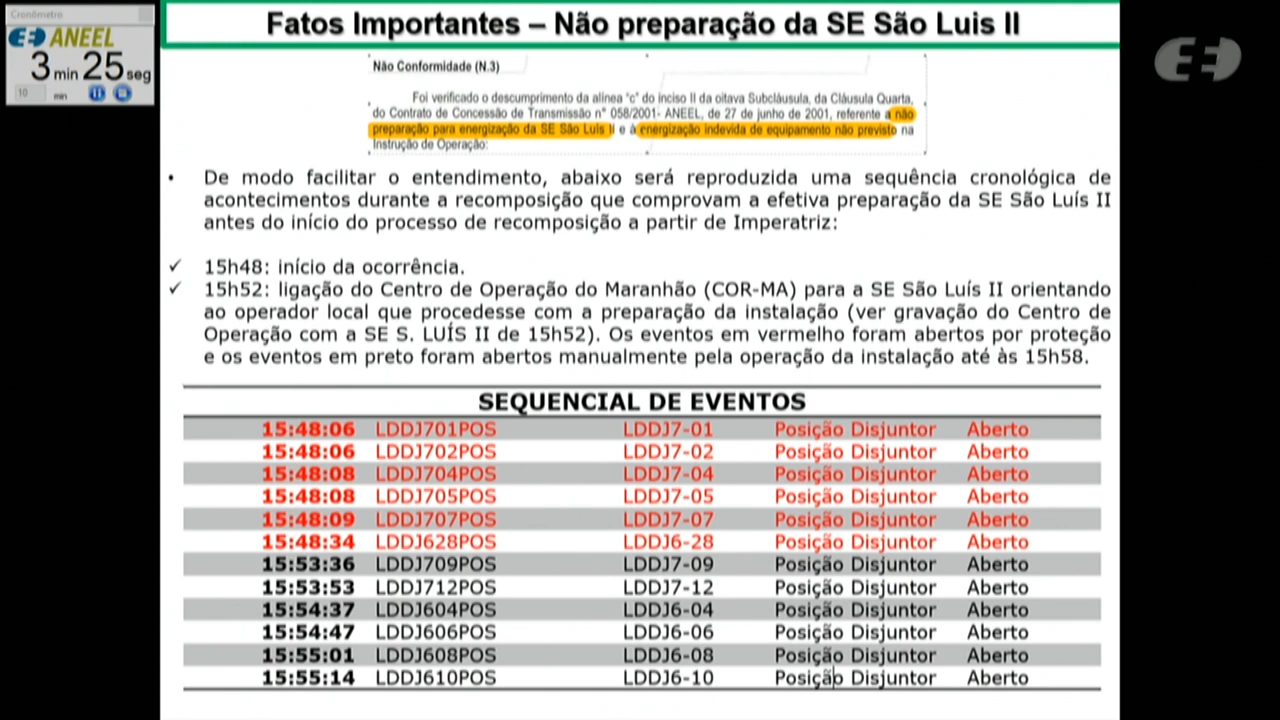 Cronômetro
ANEEL
3 min 25 seg
10 min
Fatos Importantes – Não preparação da SE São Luis II
Não Conformidade (N.3)
Foi verificado o descumprimento da alínea "c" do inciso II da oitava Subcláusula, da Cláusula Quarta,
do Contrato de Concessão de Transmissão n° 058/2001- ANEEL, de 27 de junho de 2001, referente a não
preparação para energização da SE São Luis II e à energização indevida de equipamento não previsto na
Instrução de Operação:
• De modo facilitar o entendimento, abaixo será reproduzida uma sequência cronológica de
acontecimentos durante a recomposição que comprovam a efetiva preparação da SE São Luís II
antes do início do processo de recomposição a partir de Imperatriz:
✓ 15h48: início da ocorrência.
✓ 15h52: ligação do Centro de Operação do Maranhão (COR-MA) para a SE São Luís II orientando
ao operador local que procedesse com a preparação da instalação (ver gravação do Centro de
Operação com a SE S. LUÍS II de 15h52). Os eventos em vermelho foram abertos por proteção
e os eventos em preto foram abertos manualmente pela operação da instalação até às 15h58.
SEQUENCIAL DE EVENTOS
15:48:06 LDDJ701POS LDDJ7-01 Posição Disjuntor Aberto
15:48:06 LDDJ702POS LDDJ7-02 Posição Disjuntor Aberto
15:48:08 LDDJ704POS LDDJ7-04 Posição Disjuntor Aberto
15:48:08 LDDJ705POS LDDJ7-05 Posição Disjuntor Aberto
15:48:09 LDDJ707POS LDDJ7-07 Posição Disjuntor Aberto
15:48:34 LDDJ628POS LDDJ6-28 Posição Disjuntor Aberto
15:53:36 LDDJ709POS LDDJ7-09 Posição Disjuntor Aberto
15:53:53 LDDJ712POS LDDJ7-12 Posição Disjuntor Aberto
15:54:37 LDDJ604POS LDDJ6-04 Posição Disjuntor Aberto
15:54:47 LDDJ606POS LDDJ6-06 Posição Disjuntor Aberto
15:55:01 LDDJ608POS LDDJ6-08 Posição Disjuntor Aberto
15:55:14 LDDJ610POS LDDJ6-10 Posição Disjuntor Aberto